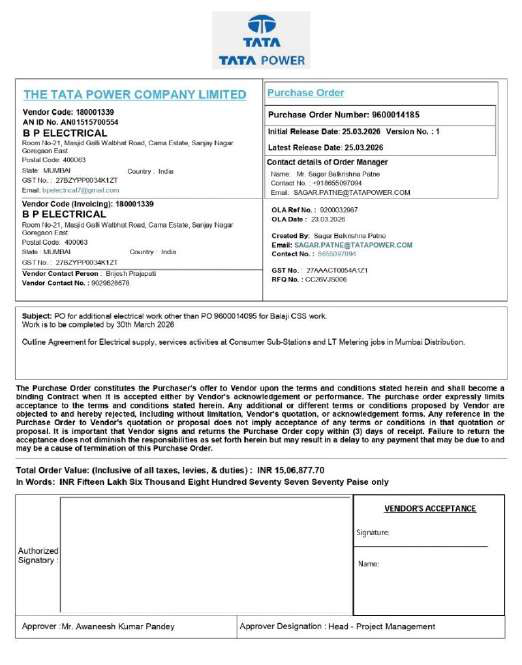 TATA
TATA POWER
THE TATA POWER COMPANY LIMITED
Vendor Code: 180001339
AN ID No. AN01515700554
B P ELECTRICAL
Room No-21, Masjid Galli Walbhat Road, Cama Estate, Sanjay Nagar
Goregaon East
Postal Code: 400063
State: MUMBAI Country : India
GST No. : 27BZYPP9034K1ZT
Email: bpelectrical7@gmail.com
Vendor Code (Invoicing): 180001339
B P ELECTRICAL
Room No-21, Masjid Galli Walbhat Road, Cama Estate, Sanjay Nagar
Goregaon East
Postal Code: 400063
State : MUMBAI Country : India
GST No. : 27BZYPP9034K1ZT
Vendor Contact Person : Brijesh Prajapati
Vendor Contact No. : 9029626676
Purchase Order
Purchase Order Number: 9600014185
Initial Release Date: 25.03.2026 Version No. : 1
Latest Release Date: 25.03.2026
Contact details of Order Manager
Name: Mr. Sagar Balkrishna Patne
Contact No. : +918655097094
Email: SAGAR.PATNE@TATAPOWER.COM
OLA Ref No. : 9200032967
OLA Date : 23.03.2026
Created By: Sagar Balkrishna Patne
Email: SAGAR.PATNE@TATAPOWER.COM
Contact No. : 8655097094
GST No. : 27AAACT0054A1Z1
RFQ No. : CC26VJS006
Subject: PO for additional electrical work other than PO 9600014095 for Balaji CSS work.
Work is to be completed by 30th March 2026
Outline Agreement for Electrical supply, services activities at Consumer Sub-Stations and LT Metering jobs in Mumbai Distribution.
The Purchase Order constitutes the Purchaser's offer to Vendor upon the terms and conditions stated herein and shall become a
binding Contract when it is accepted either by Vendor's acknowledgement or performance. The purchase order expressly limits
acceptance to the terms and conditions stated herein. Any additional or different terms or conditions proposed by Vendor are
objected to and hereby rejected, including without limitation, Vendor's quotation, or acknowledgement forms. Any reference in the
Purchase Order to Vendor's quotation or proposal does not imply acceptance of any terms or conditions in that quotation or
proposal. It is important that Vendor signs and returns the Purchase Order copy within (3) days of receipt. Failure to return the
acceptance does not diminish the responsibilities as set forth herein but may result in a delay to any payment that may be due to and
may be a cause of termination of this Purchase Order.
Total Order Value: (Inclusive of all taxes, levies, & duties) : INR 15,06,877.70
In Words: INR Fifteen Lakh Six Thousand Eight Hundred Seventy Seven Seventy Paise only
Authorized
Signatory :
VENDOR'S ACCEPTANCE
Signature:
Name:
Approver : Mr. Awaneesh Kumar Pandey
Approver Designation : Head - Project Management